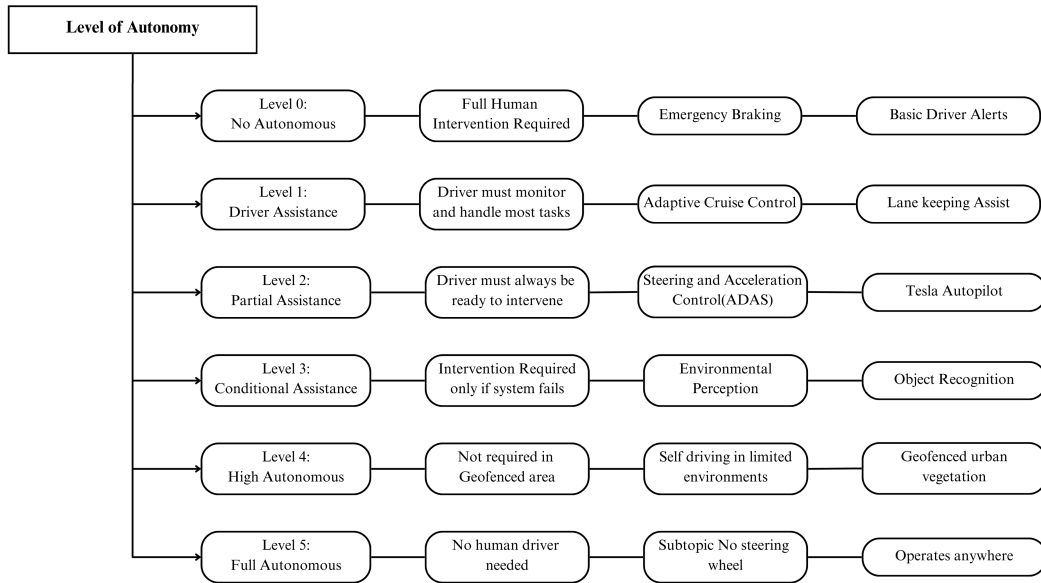 Level of Autonomy
Level 0:
No Autonomous
Full Human
Intervention Required
Emergency Braking
Basic Driver Alerts
Level 1:
Driver Assistance
Driver must monitor
and handle most tasks
Adaptive Cruise Control
Lane keeping Assist
Level 2:
Partial Assistance
Driver must always be
ready to intervene
Steering and Acceleration
Control(ADAS)
Tesla Autopilot
Level 3:
Conditional Assistance
Intervention Required
only if system fails
Environmental
Perception
Object Recognition
Level 4:
High Autonomous
Not required in
Geofenced area
Self driving in limited
environments
Geofenced urban
vegetation
Level 5:
Full Autonomous
No human driver
needed
Subtopic No steering
wheel
Operates anywhere